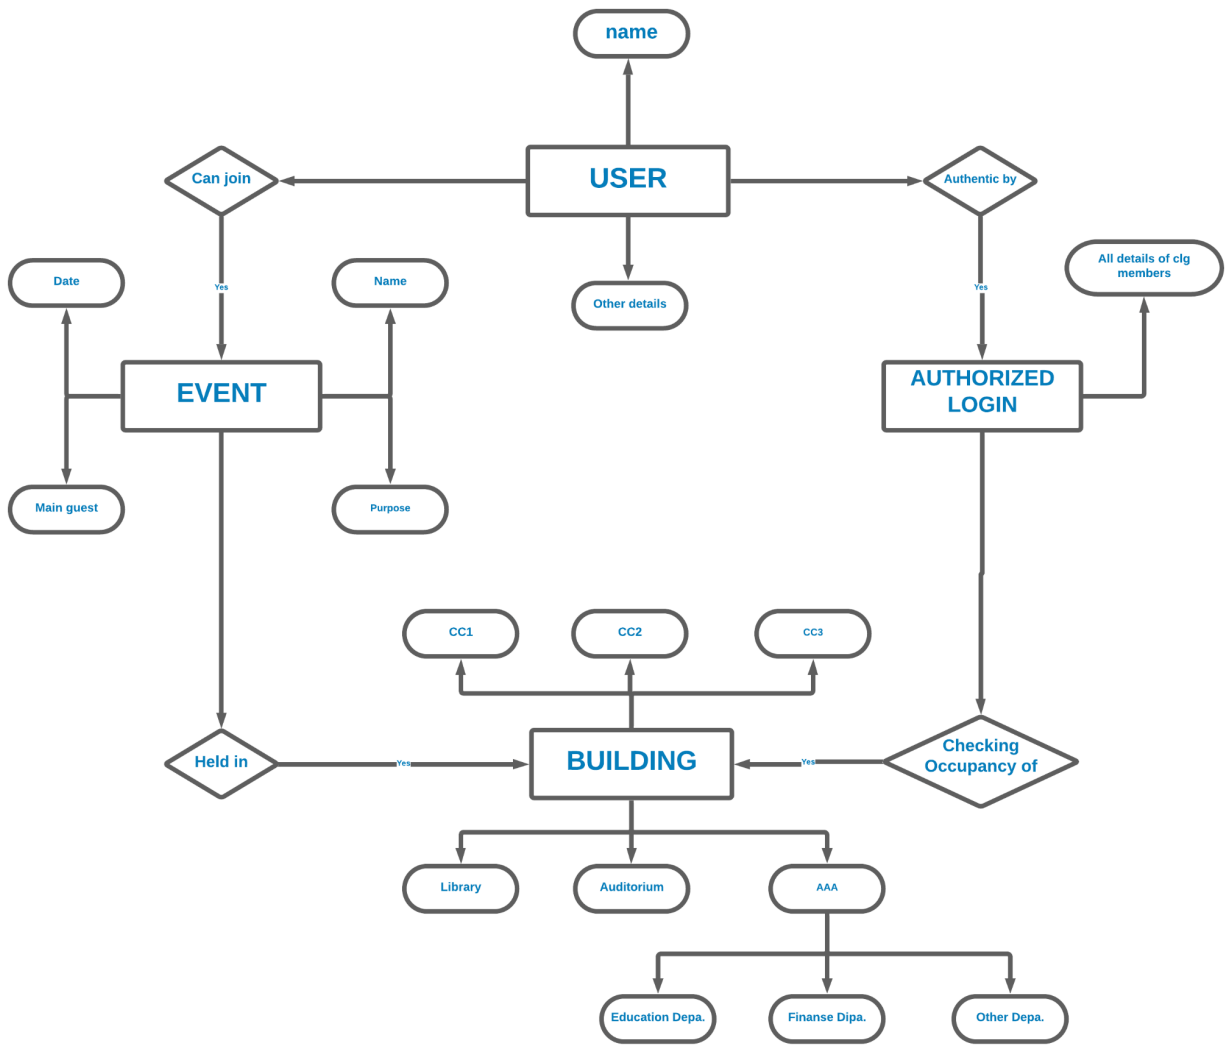 name
Can join
USER
Authentic by
All details of clg
members
Date
Name
Yes
Yes
Other details
EVENT
AUTHORIZED
LOGIN
Main guest
Purpose
CC1
CC2
CC3
Held in
Yes
BUILDING
Yes
Checking
Occupancy of
Library
Auditorium
AAA
Education Depa.
Finanse Dipa.
Other Depa.